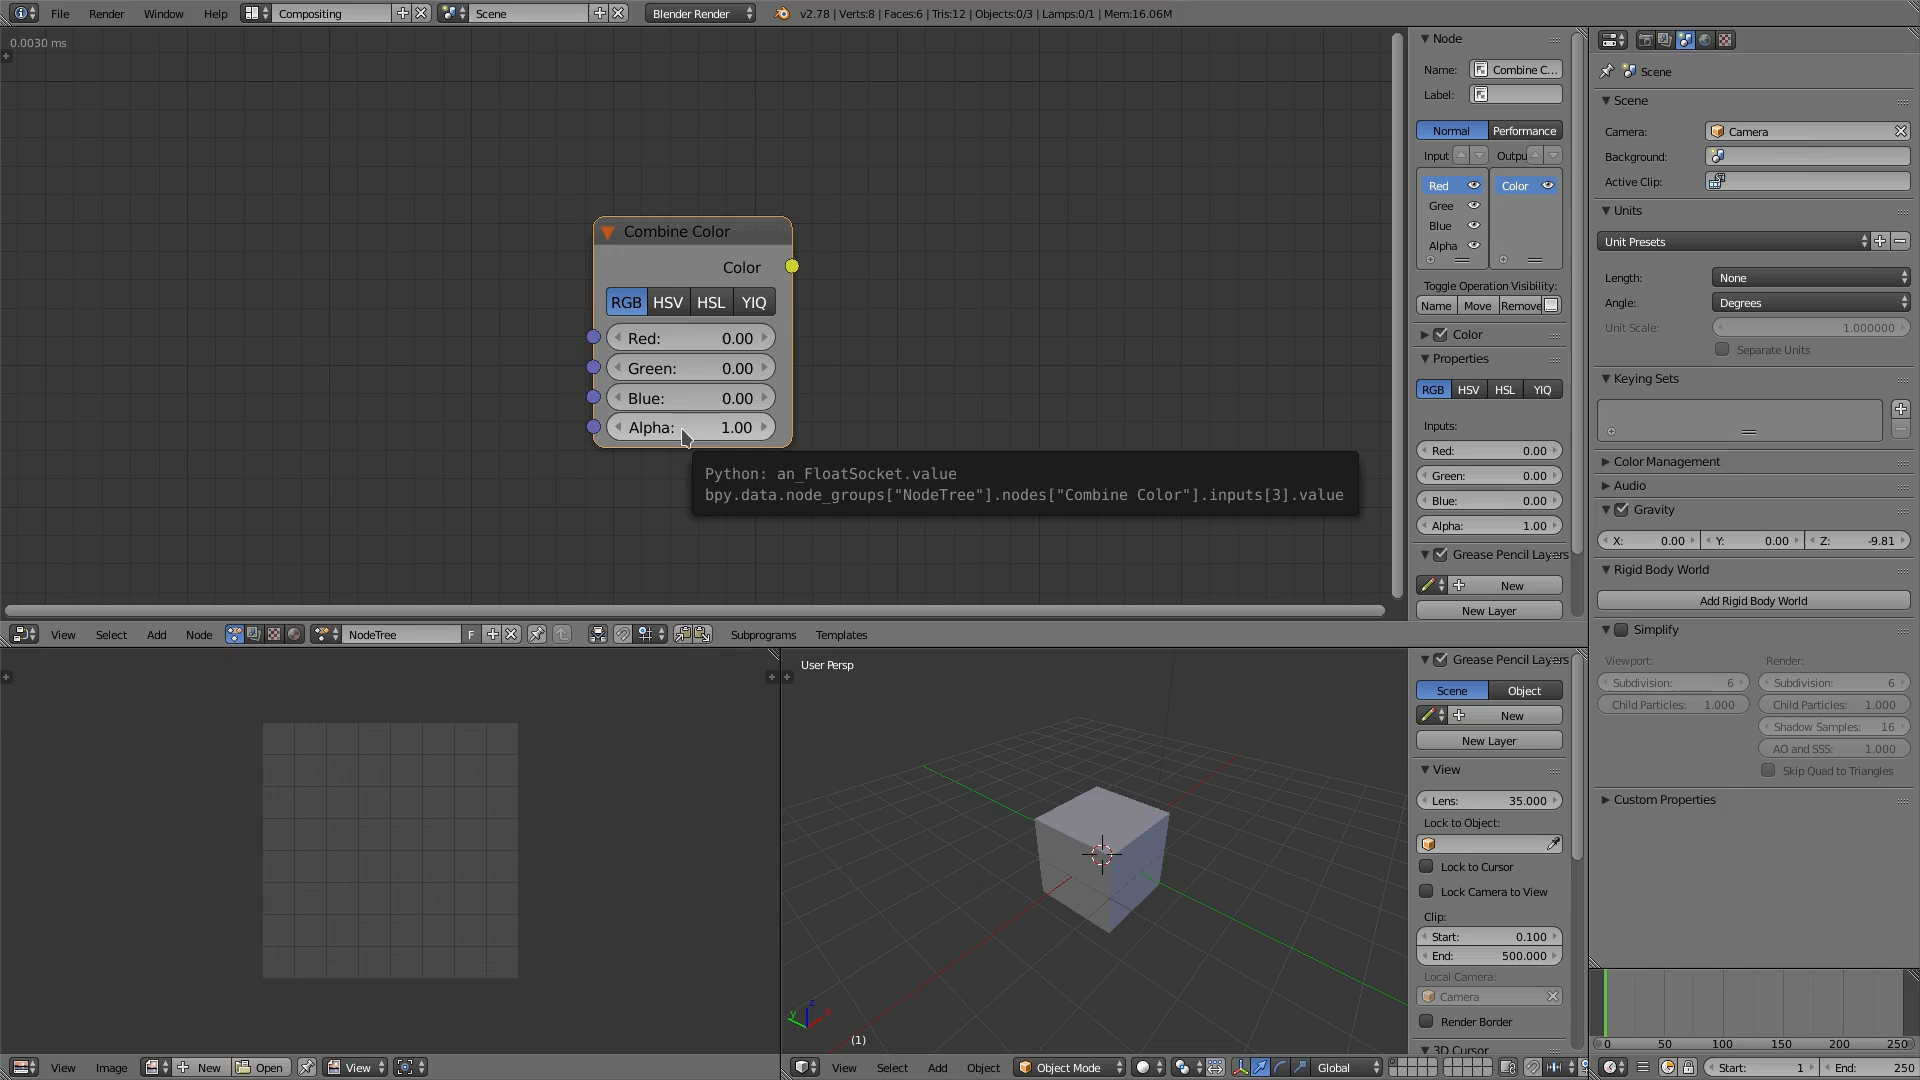 File Render Window Help Compositing Scene Blender Render v2.78 | Verts:8 | Faces:6 | Tris:12 | Objects:0/3 | Lamps:0/1 | Mem:16.06M
0.0030 ms
Combine Color
Color
RGB HSV HSL YIQ
Red: 0.00
Green: 0.00
Blue: 0.00
Alpha: 1.00
Python: an_FloatSocket.value
bpy.data.node_groups["NodeTree"].nodes["Combine Color"].inputs[3].value
Node
Name: Combine C...
Label:
Normal Performance
Input Outpu
Red Color
Gree
Blue
Alpha
Toggle Operation Visibility:
Name Move Remove
Color
Properties
RGB HSV HSL YIQ
Inputs:
Red: 0.00
Green: 0.00
Blue: 0.00
Alpha: 1.00
Grease Pencil Layers
New
New Layer
View Select Add Node NodeTree F Subprograms Templates
User Persp
(1)
z
y
Grease Pencil Layers
Scene Object
New
New Layer
View
Lens: 35.000
Lock to Object:
Lock to Cursor
Lock Camera to View
Clip:
Start: 0.100
End: 500.000
Local Camera:
Camera
Render Border
3D Cursor
View Image New Open View
View Select Add Object Object Mode Global
Scene
Scene
Camera: Camera
Background:
Active Clip:
Units
Unit Presets
Length: None
Angle: Degrees
Unit Scale: 1.000000
Separate Units
Keying Sets
Color Management
Audio
Gravity
X: 0.00 Y: 0.00 Z: -9.81
Rigid Body World
Add Rigid Body World
Simplify
Viewport: Render:
Subdivision: 6 Subdivision: 6
Child Particles: 1.000 Child Particles: 1.000
Shadow Samples: 16
AO and SSS: 1.000
Skip Quad to Triangles
Custom Properties
0 50 100 150 200 250
Start: 1 End: 250